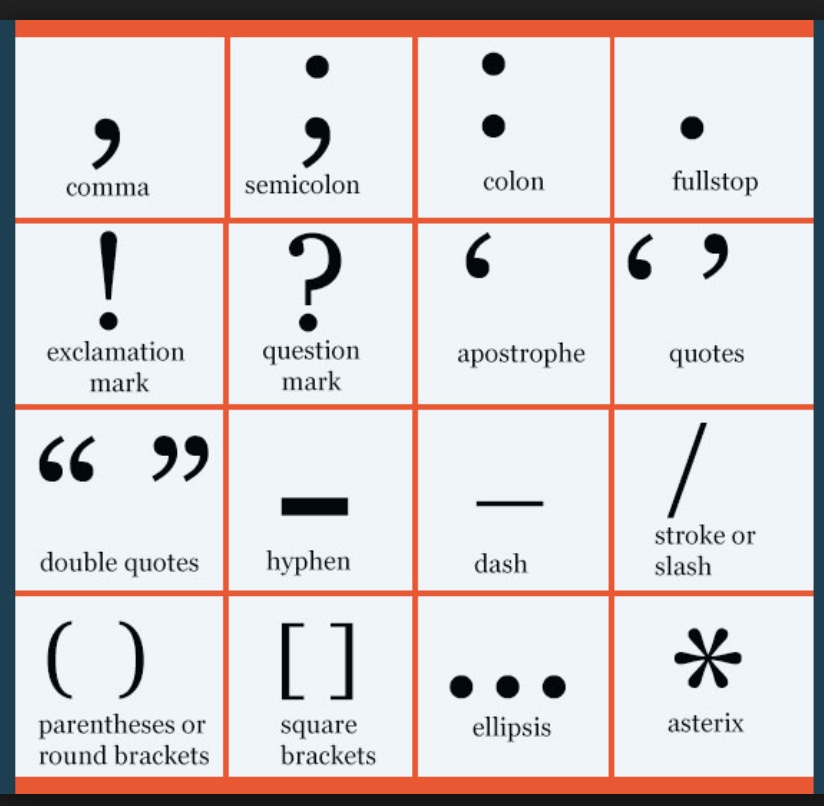 ,
;
:
.
comma
semicolon
colon
fullstop
!
?
‘
‘ ’
exclamation
mark
question
mark
apostrophe
quotes
“ ”
-
–
/
double quotes
hyphen
dash
stroke or
slash
( )
[ ]
...
*
parentheses or
round brackets
square
brackets
ellipsis
asterix